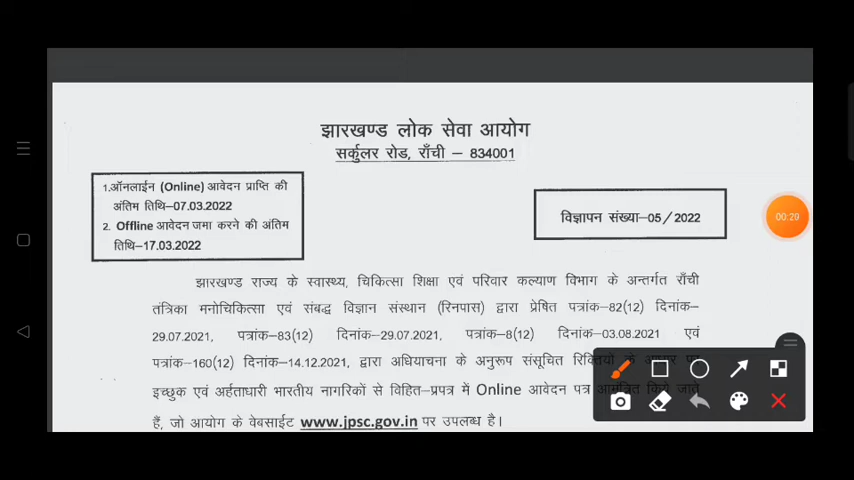 झारखण्ड लोक सेवा आयोग
सर्कुलर रोड, राँची – 834001
1.ऑनलाईन (Online) आवेदन प्राप्ति की
अंतिम तिथि–07.03.2022
2. Offline आवेदन जमा करने की अंतिम
तिथि–17.03.2022
विज्ञापन संख्या–05/2022
00:29
झारखण्ड राज्य के स्वास्थ्य, चिकित्सा शिक्षा एवं परिवार कल्याण विभाग के अन्तर्गत राँची
तंत्रिका मनोचिकित्सा एवं संबद्ध विज्ञान संस्थान (रिनपास) द्वारा प्रेषित पत्रांक–82(12) दिनांक–
29.07.2021, पत्रांक–83(12) दिनांक–29.07.2021, पत्रांक–8(12) दिनांक–03.08.2021 एवं
पत्रांक–160(12) दिनांक–14.12.2021, द्वारा अधियाचना के अनुरूप संसूचित रिक्तियो के आधार पर
इच्छुक एवं अर्हताधारी भारतीय नागरिकों से विहित–प्रपत्र में Online आवेदन पत्र आमंत्रित किये जाते
हैं, जो आयोग के वेबसाईट www.jpsc.gov.in पर उपलब्ध है।